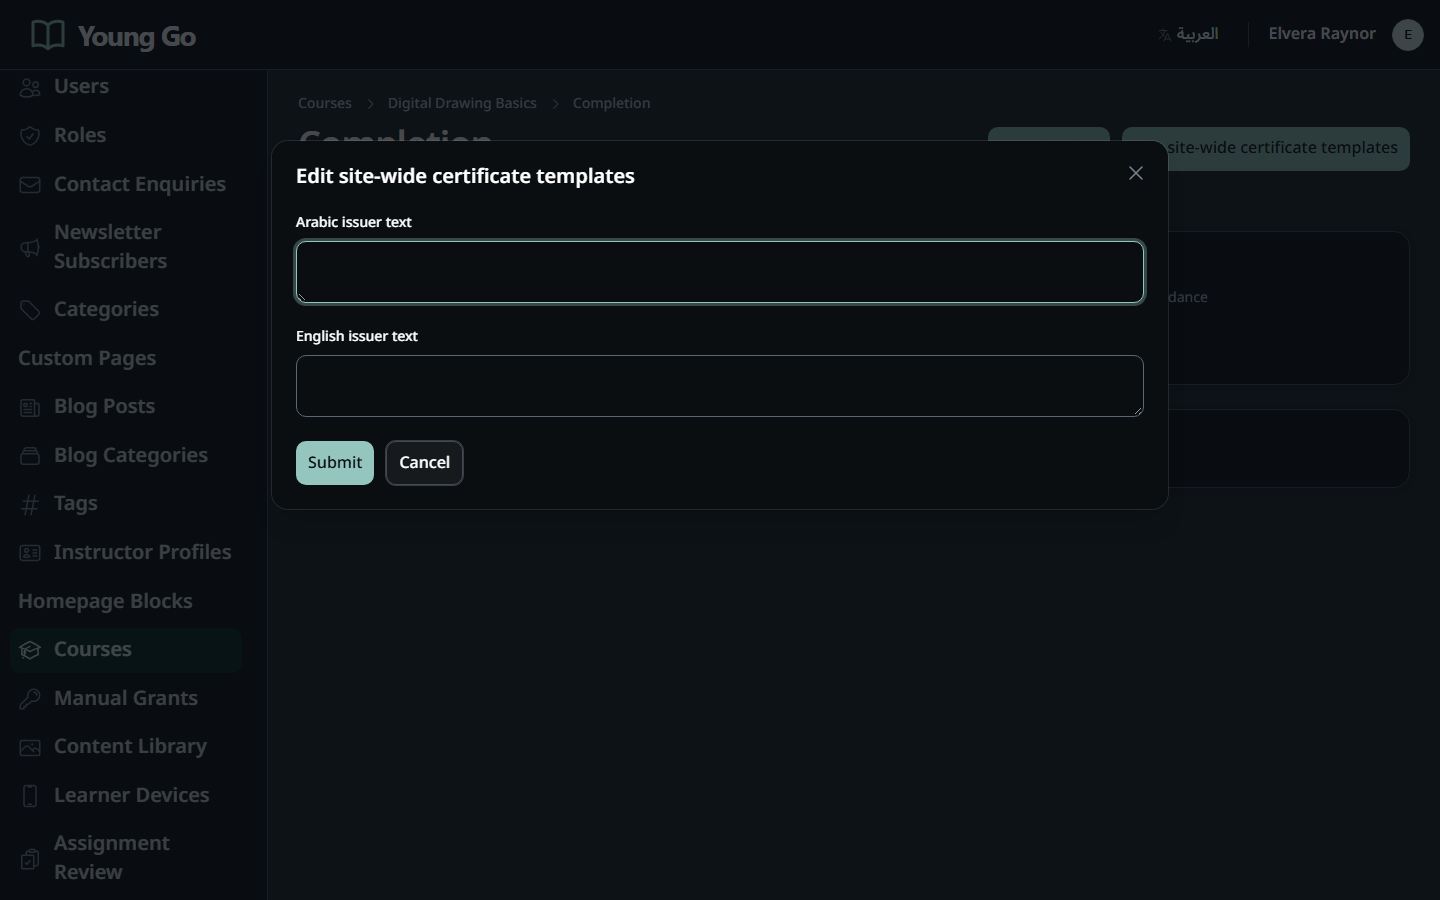 Young Go
العربية
Elvera Raynor
E
Users
Roles
Contact Enquiries
Newsletter
Subscribers
Categories
Custom Pages
Blog Posts
Blog Categories
Tags
Instructor Profiles
Homepage Blocks
Courses
Manual Grants
Content Library
Learner Devices
Assignment
Review
Courses
Digital Drawing Basics
Completion
Completion
site-wide certificate templates
Edit site-wide certificate templates
Arabic issuer text
English issuer text
Submit
Cancel